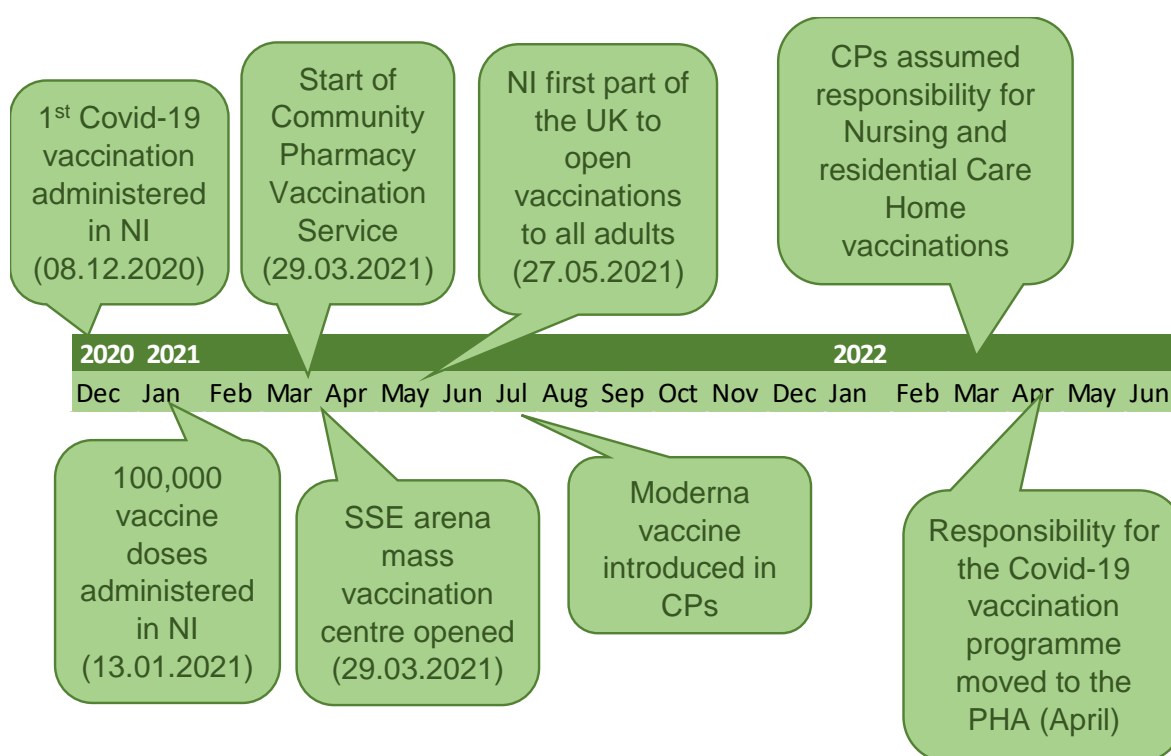 1st Covid-19
vaccination
administered
in NI
(08.12.2020)
Start of
Community
Pharmacy
Vaccination
Service
(29.03.2021)
NI first part of
the UK to
open
vaccinations
to all adults
(27.05.2021)
CPs assumed
responsibility for
Nursing and
residential Care
Home
vaccinations
2020 2021 2022
Dec Jan Feb Mar Apr May Jun Jul Aug Sep Oct Nov Dec Jan Feb Mar Apr May Jun
100,000
vaccine
doses
administered
in NI
(13.01.2021)
SSE arena
mass
vaccination
centre opened
(29.03.2021)
Moderna
vaccine
introduced in
CPs
Responsibility for
the Covid-19
vaccination
programme
moved to the
PHA (April)